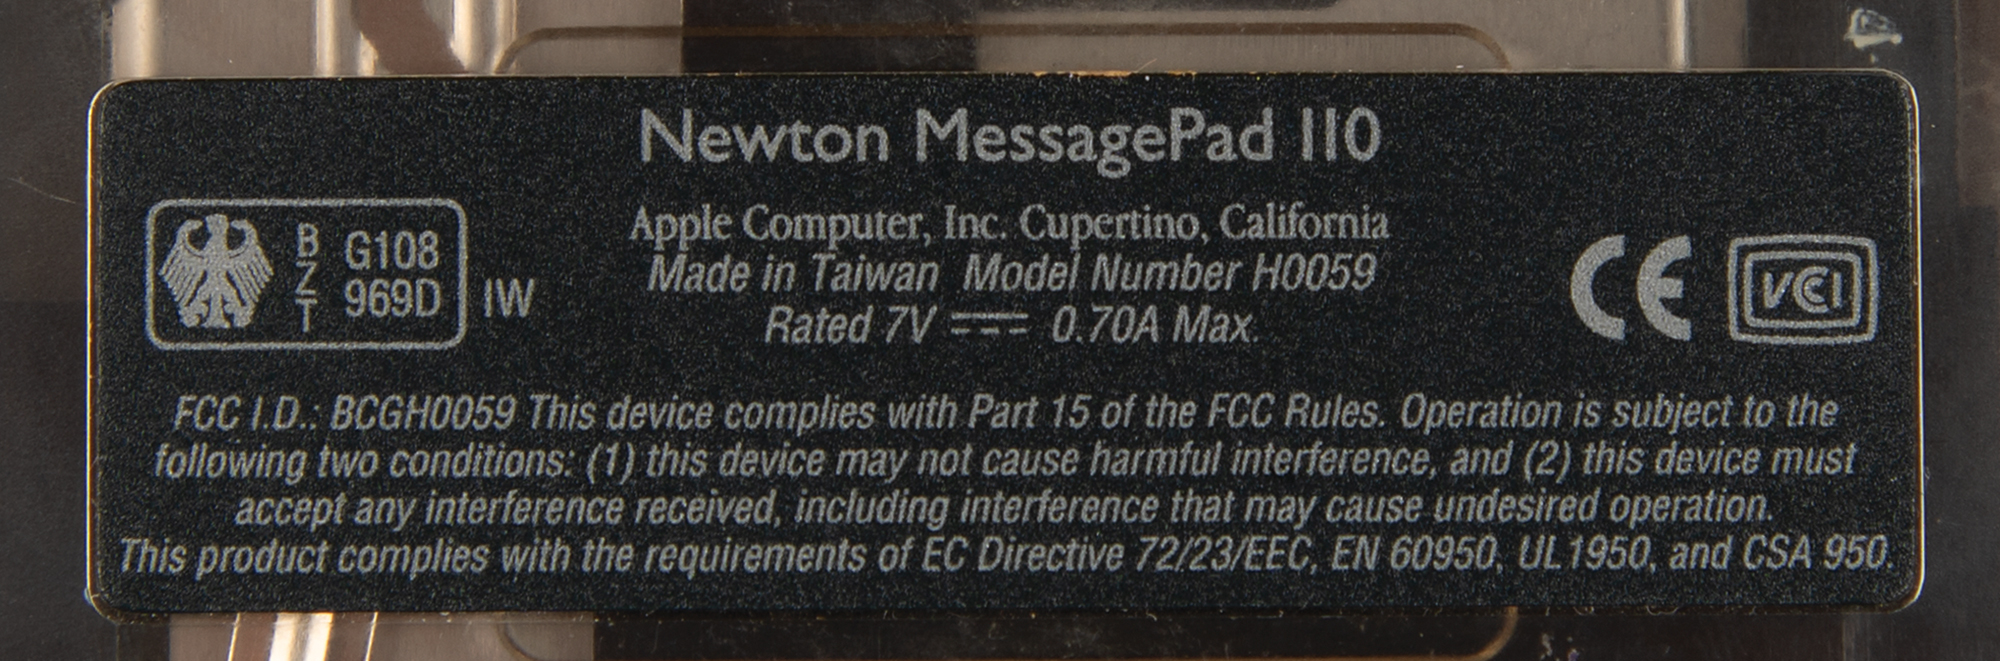 Newton MessagePad 110
Apple Computer, Inc. Cupertino, California
Made in Taiwan Model Number H0059
Rated 7V ⎓ 0.70A Max.
BZT
G108
969D
IW
CE
VCI
FCC I.D.: BCGH0059 This device complies with Part 15 of the FCC Rules. Operation is subject to the
following two conditions: (1) this device may not cause harmful interference, and (2) this device must
accept any interference received, including interference that may cause undesired operation.
This product complies with the requirements of EC Directive 72/23/EEC, EN 60950, UL1950, and CSA 950.